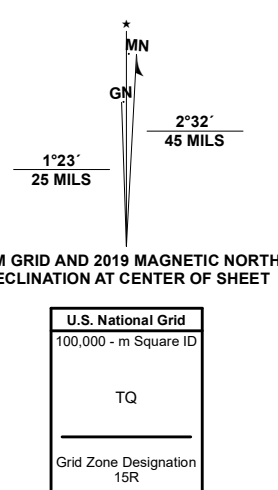 ★
MN
GN
2°32´
45 MILS
1°23´
25 MILS
M GRID AND 2019 MAGNETIC NORTH
ECLINATION AT CENTER OF SHEET
U.S. National Grid
100,000 - m Square ID
TQ
Grid Zone Designation
15R